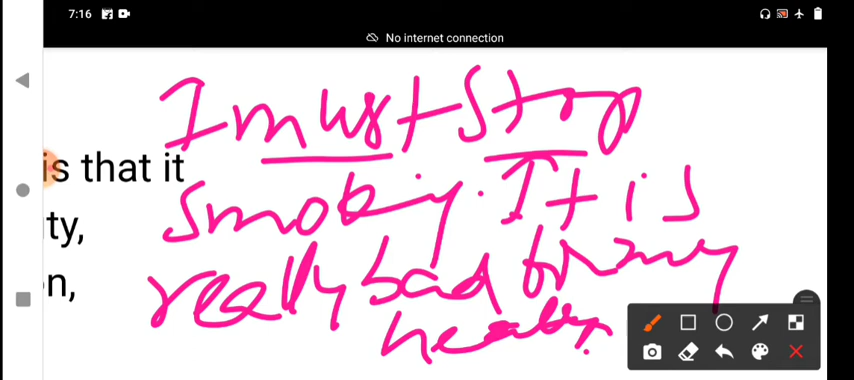 7:16
No internet connection
I must stop
is that it
smoking. It is
ty,
really bad for my
n,
health.